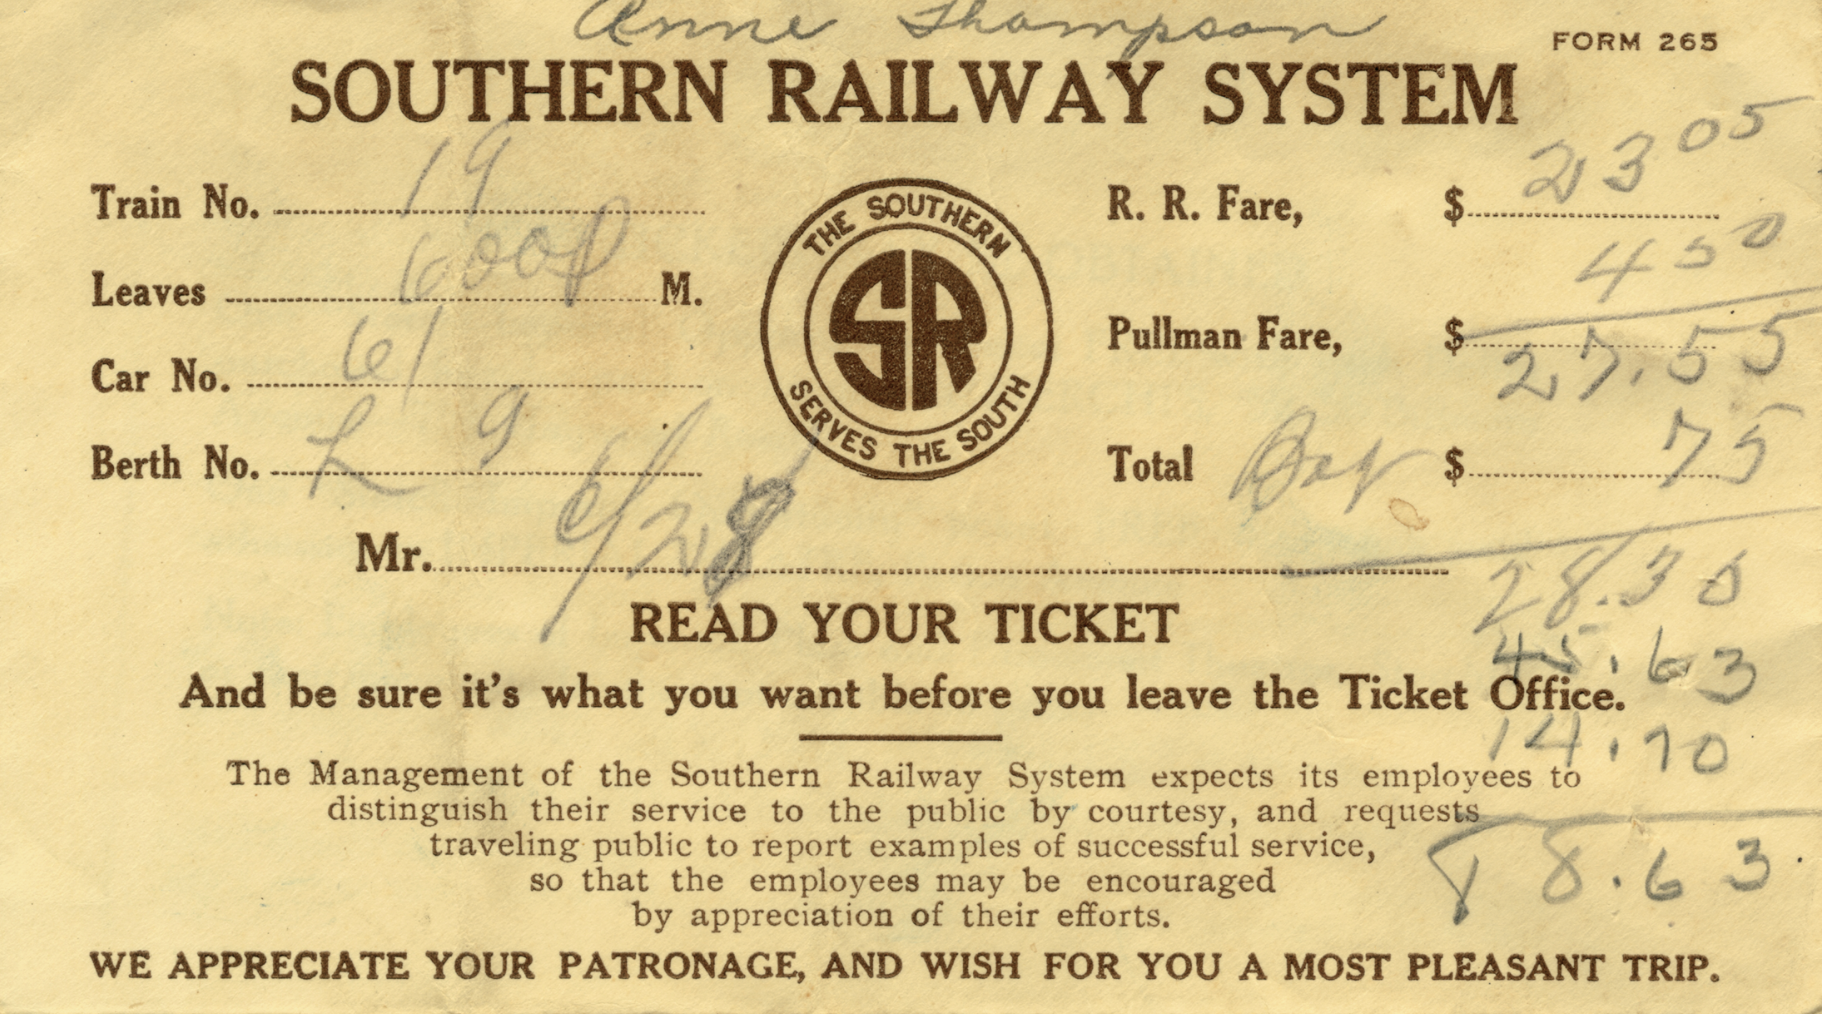 Anne Thompson
FORM 265
SOUTHERN RAILWAY SYSTEM
Train No. 19
R. R. Fare, $ 23 05
Leaves 600P M.
4 50
Car No. 61
Pullman Fare, $ 27.55
Berth No. L 9
Total $ 75
THE SOUTHERN
SR
SERVES THE SOUTH
Mr. 6/28
28.30
READ YOUR TICKET
45.63
And be sure it's what you want before you leave the Ticket Office.
14.70
The Management of the Southern Railway System expects its employees to
distinguish their service to the public by courtesy, and requests
traveling public to report examples of successful service,
88.63
so that the employees may be encouraged
by appreciation of their efforts.
WE APPRECIATE YOUR PATRONAGE, AND WISH FOR YOU A MOST PLEASANT TRIP.